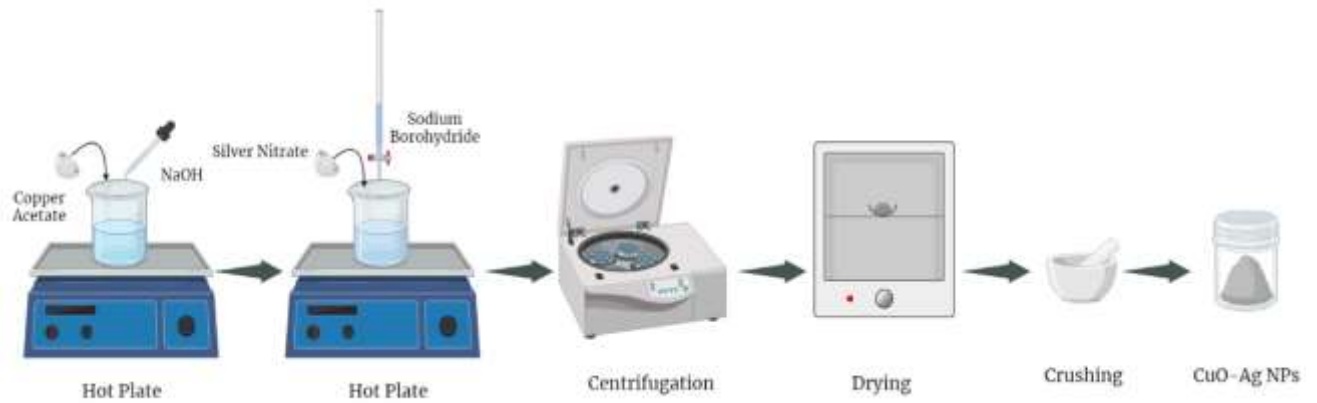 Copper
Acetate
NaOH
Hot Plate
Silver Nitrate
Sodium
Borohydride
Hot Plate
Centrifugation
Drying
Crushing
CuO-Ag NPs